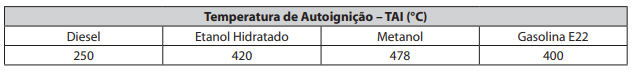 Temperatura de Autoignição – TAI (°C)
Diesel Etanol Hidratado Metanol Gasolina E22
250 420 478 400